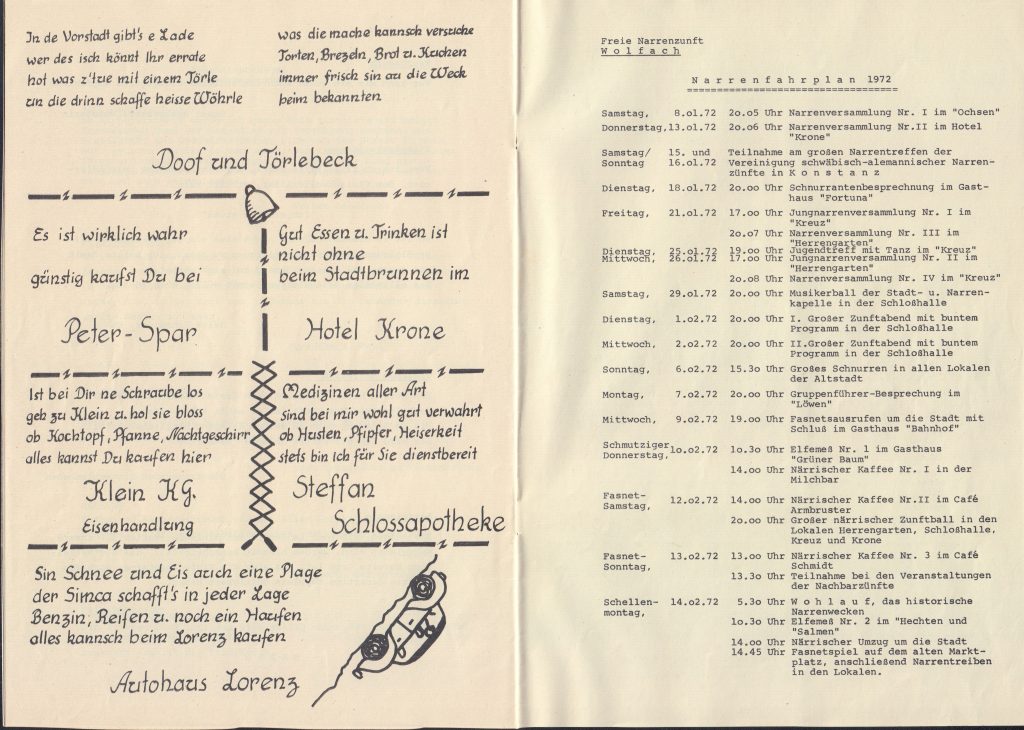 In de Vorstadt gibt's e Lade
wer des isch könnt Ihr errate
hot was z'tue mit einem Törle
un die drinn schaffe heisse Wöhrle
was die mache kannsch versuche
Torten, Brezeln, Brot u. Kuchen
immer frisch sin au die Weck
beim bekannten
Doof und Törlebeck
Es ist wirklich wahr
günstig kaufst Du bei
Peter-Spar
Gut Essen u. Trinken ist
nicht ohne
beim Stadtbrunnen im
Hotel Krone
Ist bei Dir ne Schraube los
geh zu Klein u. hol sie bloss
ob Kochtopf, Pfanne, Nachtgeschirr
alles kannst Du kaufen hier
Klein KG.
Eisenhandlung
Medizinen aller Art
sind bei mir wohl gut verwahrt
ob Husten, Pfipfer, Heiserkeit
stets bin ich für Sie dienstbereit
Steffan
Schlossapotheke
Sin Schnee und Eis auch eine Plage
der Simca schafft's in jeder Lage
Benzin, Reifen u. noch ein Haufen
alles kannsch beim Lorenz kaufen
Autohaus Lorenz
Freie Narrenzunft
W o l f a c h
N a r r e n f a h r p l a n 1972
Samstag, 8.o1.72 2o.o5 Uhr Narrenversammlung Nr. I im "Ochsen"
Donnerstag,13.o1.72 2o.o6 Uhr Narrenversammlung Nr.II im Hotel
"Krone"
Samstag/ 15. und Teilnahme am großen Narrentreffen der
Sonntag 16.o1.72 Vereinigung schwäbisch-alemannischer Narren-
zünfte in K o n s t a n z
Dienstag, 18.o1.72 2o.oo Uhr Schnurrantenbesprechnung im Gast-
haus "Fortuna"
Freitag, 21.o1.72 17.oo Uhr Jungnarrenversammlung Nr. I im
"Kreuz"
2o.o7 Uhr Narrenversammlung Nr. III im
"Herrengarten"
Dienstag, 25.o1.72 19.oo Uhr Jugendtreff mit Tanz im "Kreuz"
Mittwoch, 26.o1.72 17.oo Uhr Jungnarrenversammlung Nr. II im
"Herrengarten"
2o.o8 Uhr Narrenversammlung Nr. IV im "Kreuz"
Samstag, 29.o1.72 2o.oo Uhr Musikerball der Stadt- u. Narren-
kapelle in der Schloßhalle
Dienstag, 1.o2.72 2o.oo Uhr I. Großer Zunftabend mit buntem
Programm in der Schloßhalle
Mittwoch, 2.o2.72 2o.oo Uhr II.Großer Zunftabend mit buntem
Programm in der Schloßhalle
Sonntag, 6.o2.72 15.3o Uhr Großes Schnurren in allen Lokalen
der Altstadt
Montag, 7.o2.72 2o.oo Uhr Gruppenführer-Besprechung im
"Löwen"
Mittwoch, 9.o2.72 19.oo Uhr Fasnetsausrufen um die Stadt mit
Schluß im Gasthaus "Bahnhof"
Schmutziger
Donnerstag,1o.o2.72 1o.3o Uhr Elfemeß Nr. 1 im Gasthaus
"Grüner Baum"
14.oo Uhr Närrischer Kaffee Nr. I in der
Milchbar
Fasnet-
Samstag, 12.o2.72 14.oo Uhr Närrischer Kaffee Nr.II im Café
Armbruster
2o.oo Uhr Großer närrischer Zunftball in den
Lokalen Herrengarten, Schloßhalle,
Kreuz und Krone
Fasnet-
Sonntag, 13.o2.72 13.oo Uhr Närrischer Kaffee Nr. 3 im Café
Schmidt
13.3o Uhr Teilnahme bei den Veranstaltungen
der Nachbarzünfte
Schellen-
montag, 14.o2.72 5.3o Uhr W o h l a u f, das historische
Narrenwecken
1o.3o Uhr Elfemeß Nr. 2 im "Hechten und
"Salmen"
14.oo Uhr Närrischer Umzug um die Stadt
14.45 Uhr Fasnetspiel auf dem alten Markt-
platz, anschließend Narrentreiben
in den Lokalen.